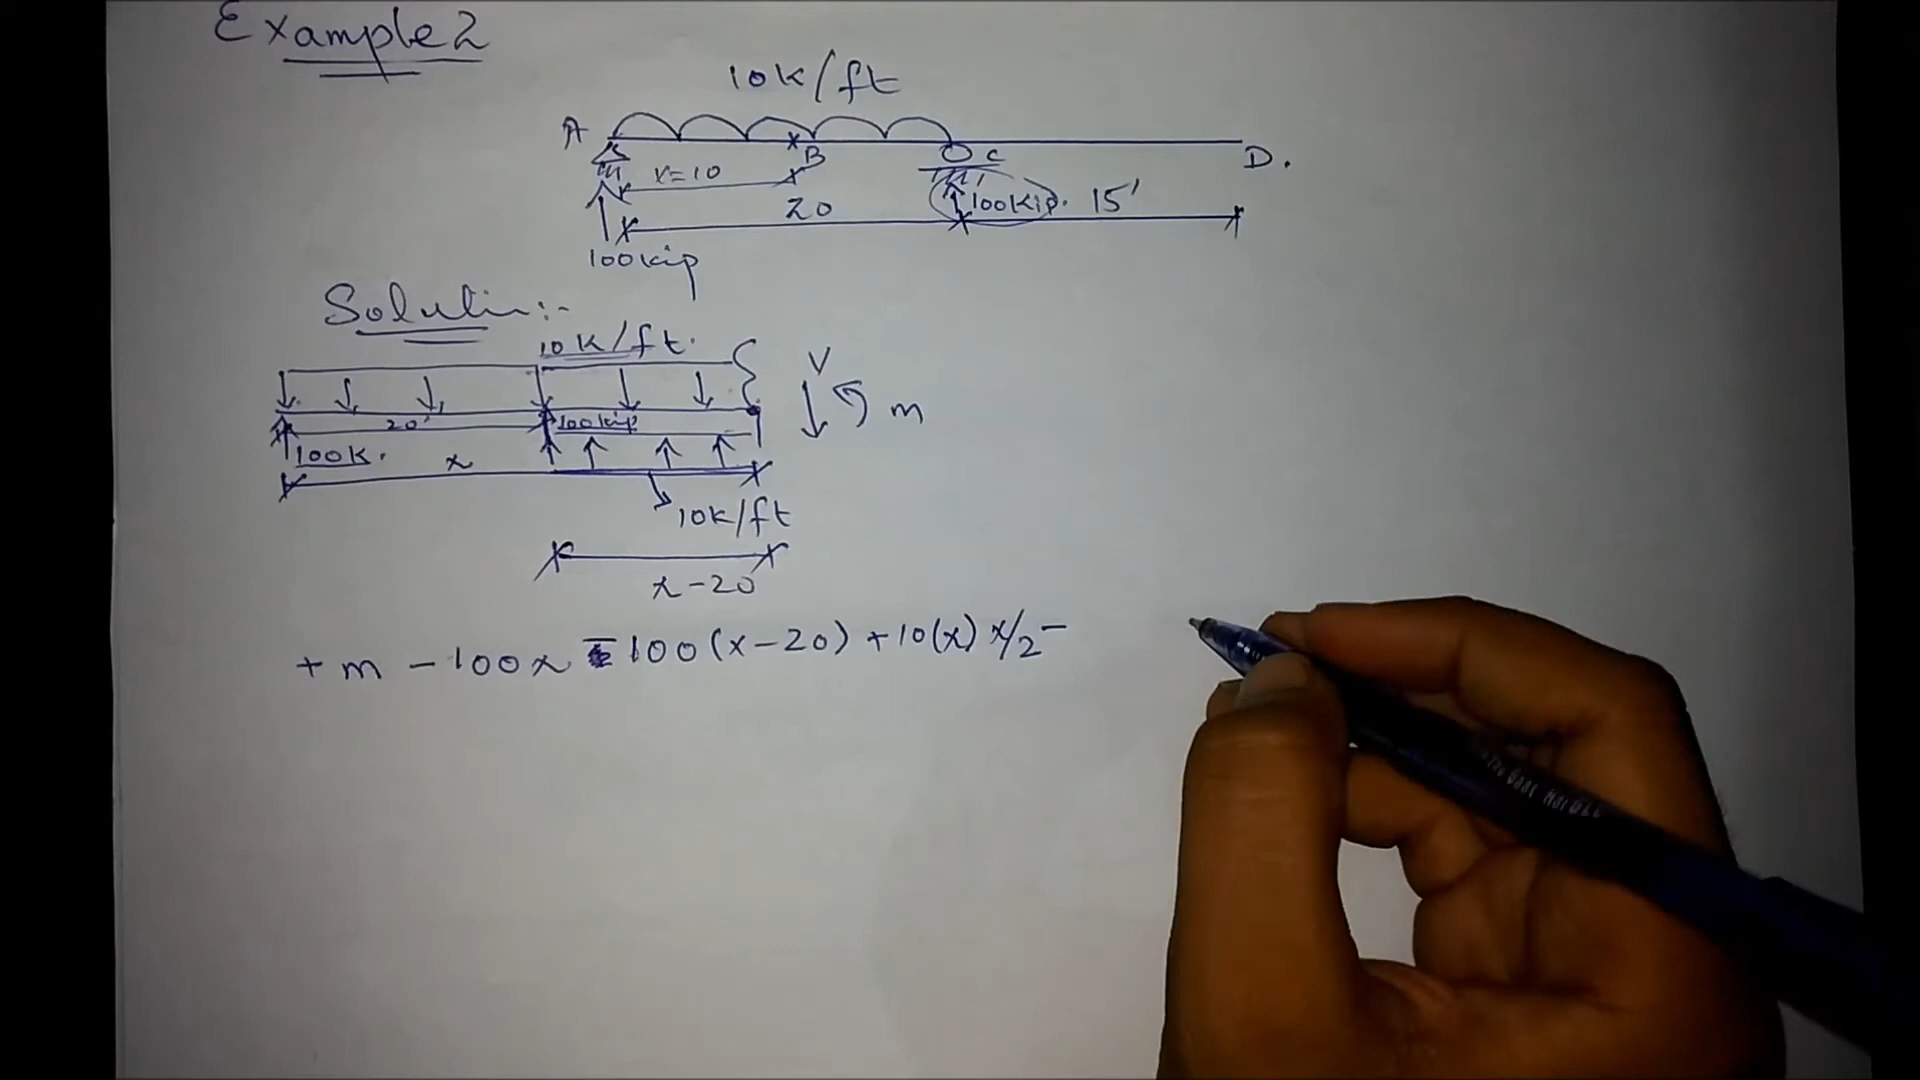 Example 2
10k/ft
A B C D.
x=10
20 100kip. 15'
100kip
Solutin:-
10k/ft.
V
m
20' 100kip
100k. x
10k/ft
x-20
+ m - 100x - 100(x-20) + 10(x) x/2 -